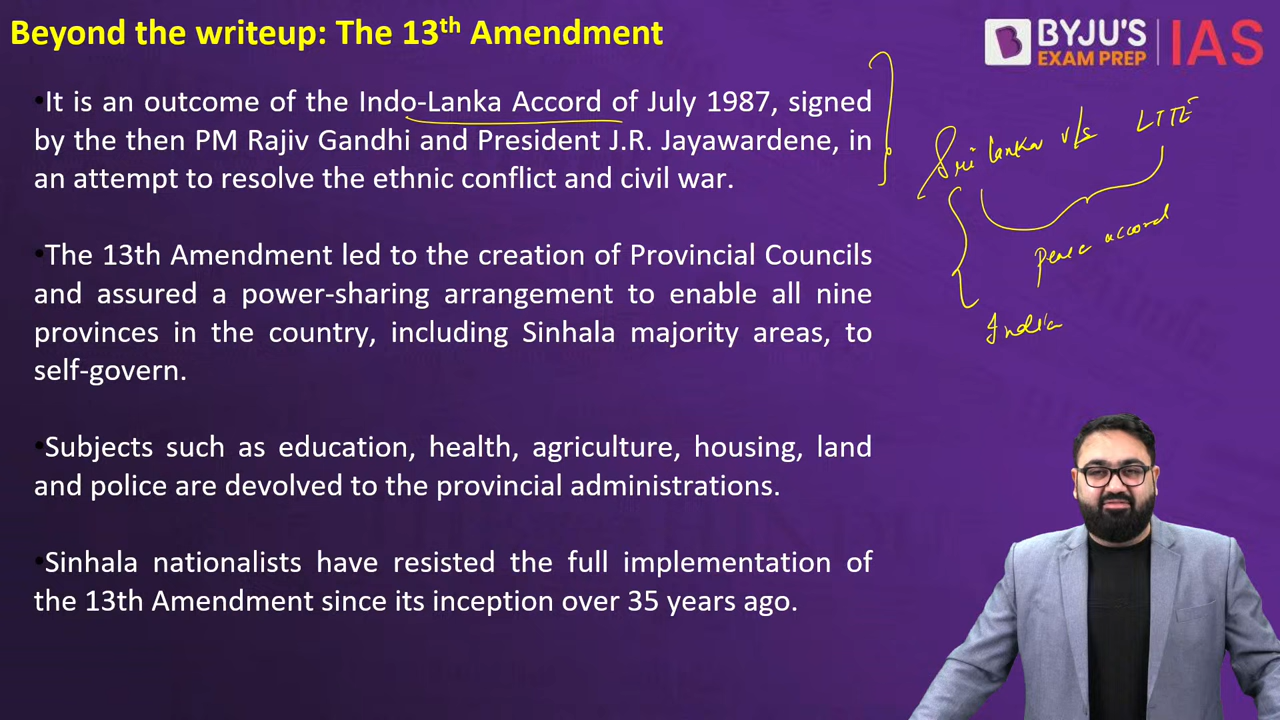 Beyond the writeup: The 13th Amendment
BYJU'S
EXAM PREP
IAS
•It is an outcome of the Indo-Lanka Accord of July 1987, signed
by the then PM Rajiv Gandhi and President J.R. Jayawardene, in
an attempt to resolve the ethnic conflict and civil war.
Sri lanka v/s LTTE
peace accord
India
•The 13th Amendment led to the creation of Provincial Councils
and assured a power-sharing arrangement to enable all nine
provinces in the country, including Sinhala majority areas, to
self-govern.
•Subjects such as education, health, agriculture, housing, land
and police are devolved to the provincial administrations.
•Sinhala nationalists have resisted the full implementation of
the 13th Amendment since its inception over 35 years ago.